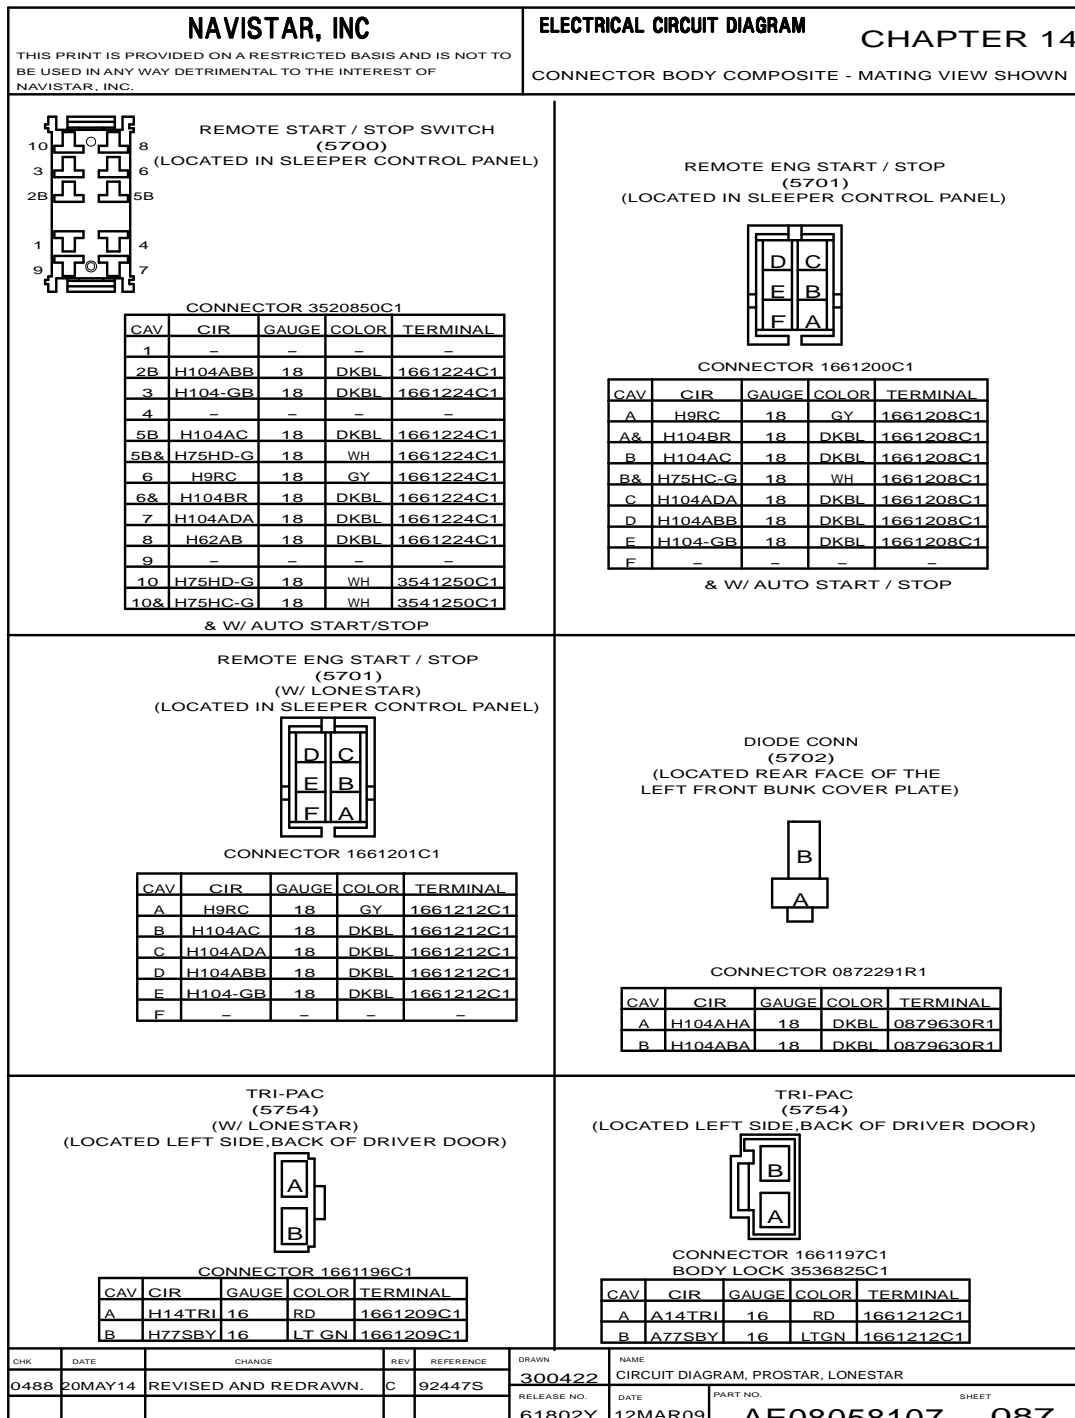 NAVISTAR, INC
THIS PRINT IS PROVIDED ON A RESTRICTED BASIS AND IS NOT TO
BE USED IN ANY WAY DETRIMENTAL TO THE INTEREST OF
NAVISTAR, INC.
ELECTRICAL CIRCUIT DIAGRAM
CHAPTER 14
CONNECTOR BODY COMPOSITE - MATING VIEW SHOWN
REMOTE START / STOP SWITCH
(5700)
(LOCATED IN SLEEPER CONTROL PANEL)
10 8
3 6
2B 5B
1 4
9 7
CONNECTOR 3520850C1
CAV CIR GAUGE COLOR TERMINAL
1 – – – –
2B H104ABB 18 DKBL 1661224C1
3 H104-GB 18 DKBL 1661224C1
4 – – – –
5B H104AC 18 DKBL 1661224C1
5B& H75HD-G 18 WH 1661224C1
6 H9RC 18 GY 1661224C1
6& H104BR 18 DKBL 1661224C1
7 H104ADA 18 DKBL 1661224C1
8 H62AB 18 DKBL 1661224C1
9 – – – –
10 H75HD-G 18 WH 3541250C1
10& H75HC-G 18 WH 3541250C1
& W/ AUTO START/STOP
REMOTE ENG START / STOP
(5701)
(LOCATED IN SLEEPER CONTROL PANEL)
D C
E B
F A
CONNECTOR 1661200C1
CAV CIR GAUGE COLOR TERMINAL
A H9RC 18 GY 1661208C1
A& H104BR 18 DKBL 1661208C1
B H104AC 18 DKBL 1661208C1
B& H75HC-G 18 WH 1661208C1
C H104ADA 18 DKBL 1661208C1
D H104ABB 18 DKBL 1661208C1
E H104-GB 18 DKBL 1661208C1
F – – – –
& W/ AUTO START / STOP
REMOTE ENG START / STOP
(5701)
(W/ LONESTAR)
(LOCATED IN SLEEPER CONTROL PANEL)
D C
E B
F A
CONNECTOR 1661201C1
CAV CIR GAUGE COLOR TERMINAL
A H9RC 18 GY 1661212C1
B H104AC 18 DKBL 1661212C1
C H104ADA 18 DKBL 1661212C1
D H104ABB 18 DKBL 1661212C1
E H104-GB 18 DKBL 1661212C1
F – – – –
DIODE CONN
(5702)
(LOCATED REAR FACE OF THE
LEFT FRONT BUNK COVER PLATE)
B
A
CONNECTOR 0872291R1
CAV CIR GAUGE COLOR TERMINAL
A H104AHA 18 DKBL 0879630R1
B H104ABA 18 DKBL 0879630R1
TRI-PAC
(5754)
(W/ LONESTAR)
(LOCATED LEFT SIDE,BACK OF DRIVER DOOR)
A
B
CONNECTOR 1661196C1
CAV CIR GAUGE COLOR TERMINAL
A H14TRI 16 RD 1661209C1
B H77SBY 16 LT GN 1661209C1
TRI-PAC
(5754)
(LOCATED LEFT SIDE,BACK OF DRIVER DOOR)
B
A
CONNECTOR 1661197C1
BODY LOCK 3536825C1
CAV CIR GAUGE COLOR TERMINAL
A A14TRI 16 RD 1661212C1
B A77SBY 16 LTGN 1661212C1
CHK DATE CHANGE REV REFERENCE
0488 20MAY14 REVISED AND REDRAWN. C 92447S
DRAWN
300422
NAME
CIRCUIT DIAGRAM, PROSTAR, LONESTAR
RELEASE NO. DATE PART NO. SHEET
61802Y 12MAR09 AE08058107 087